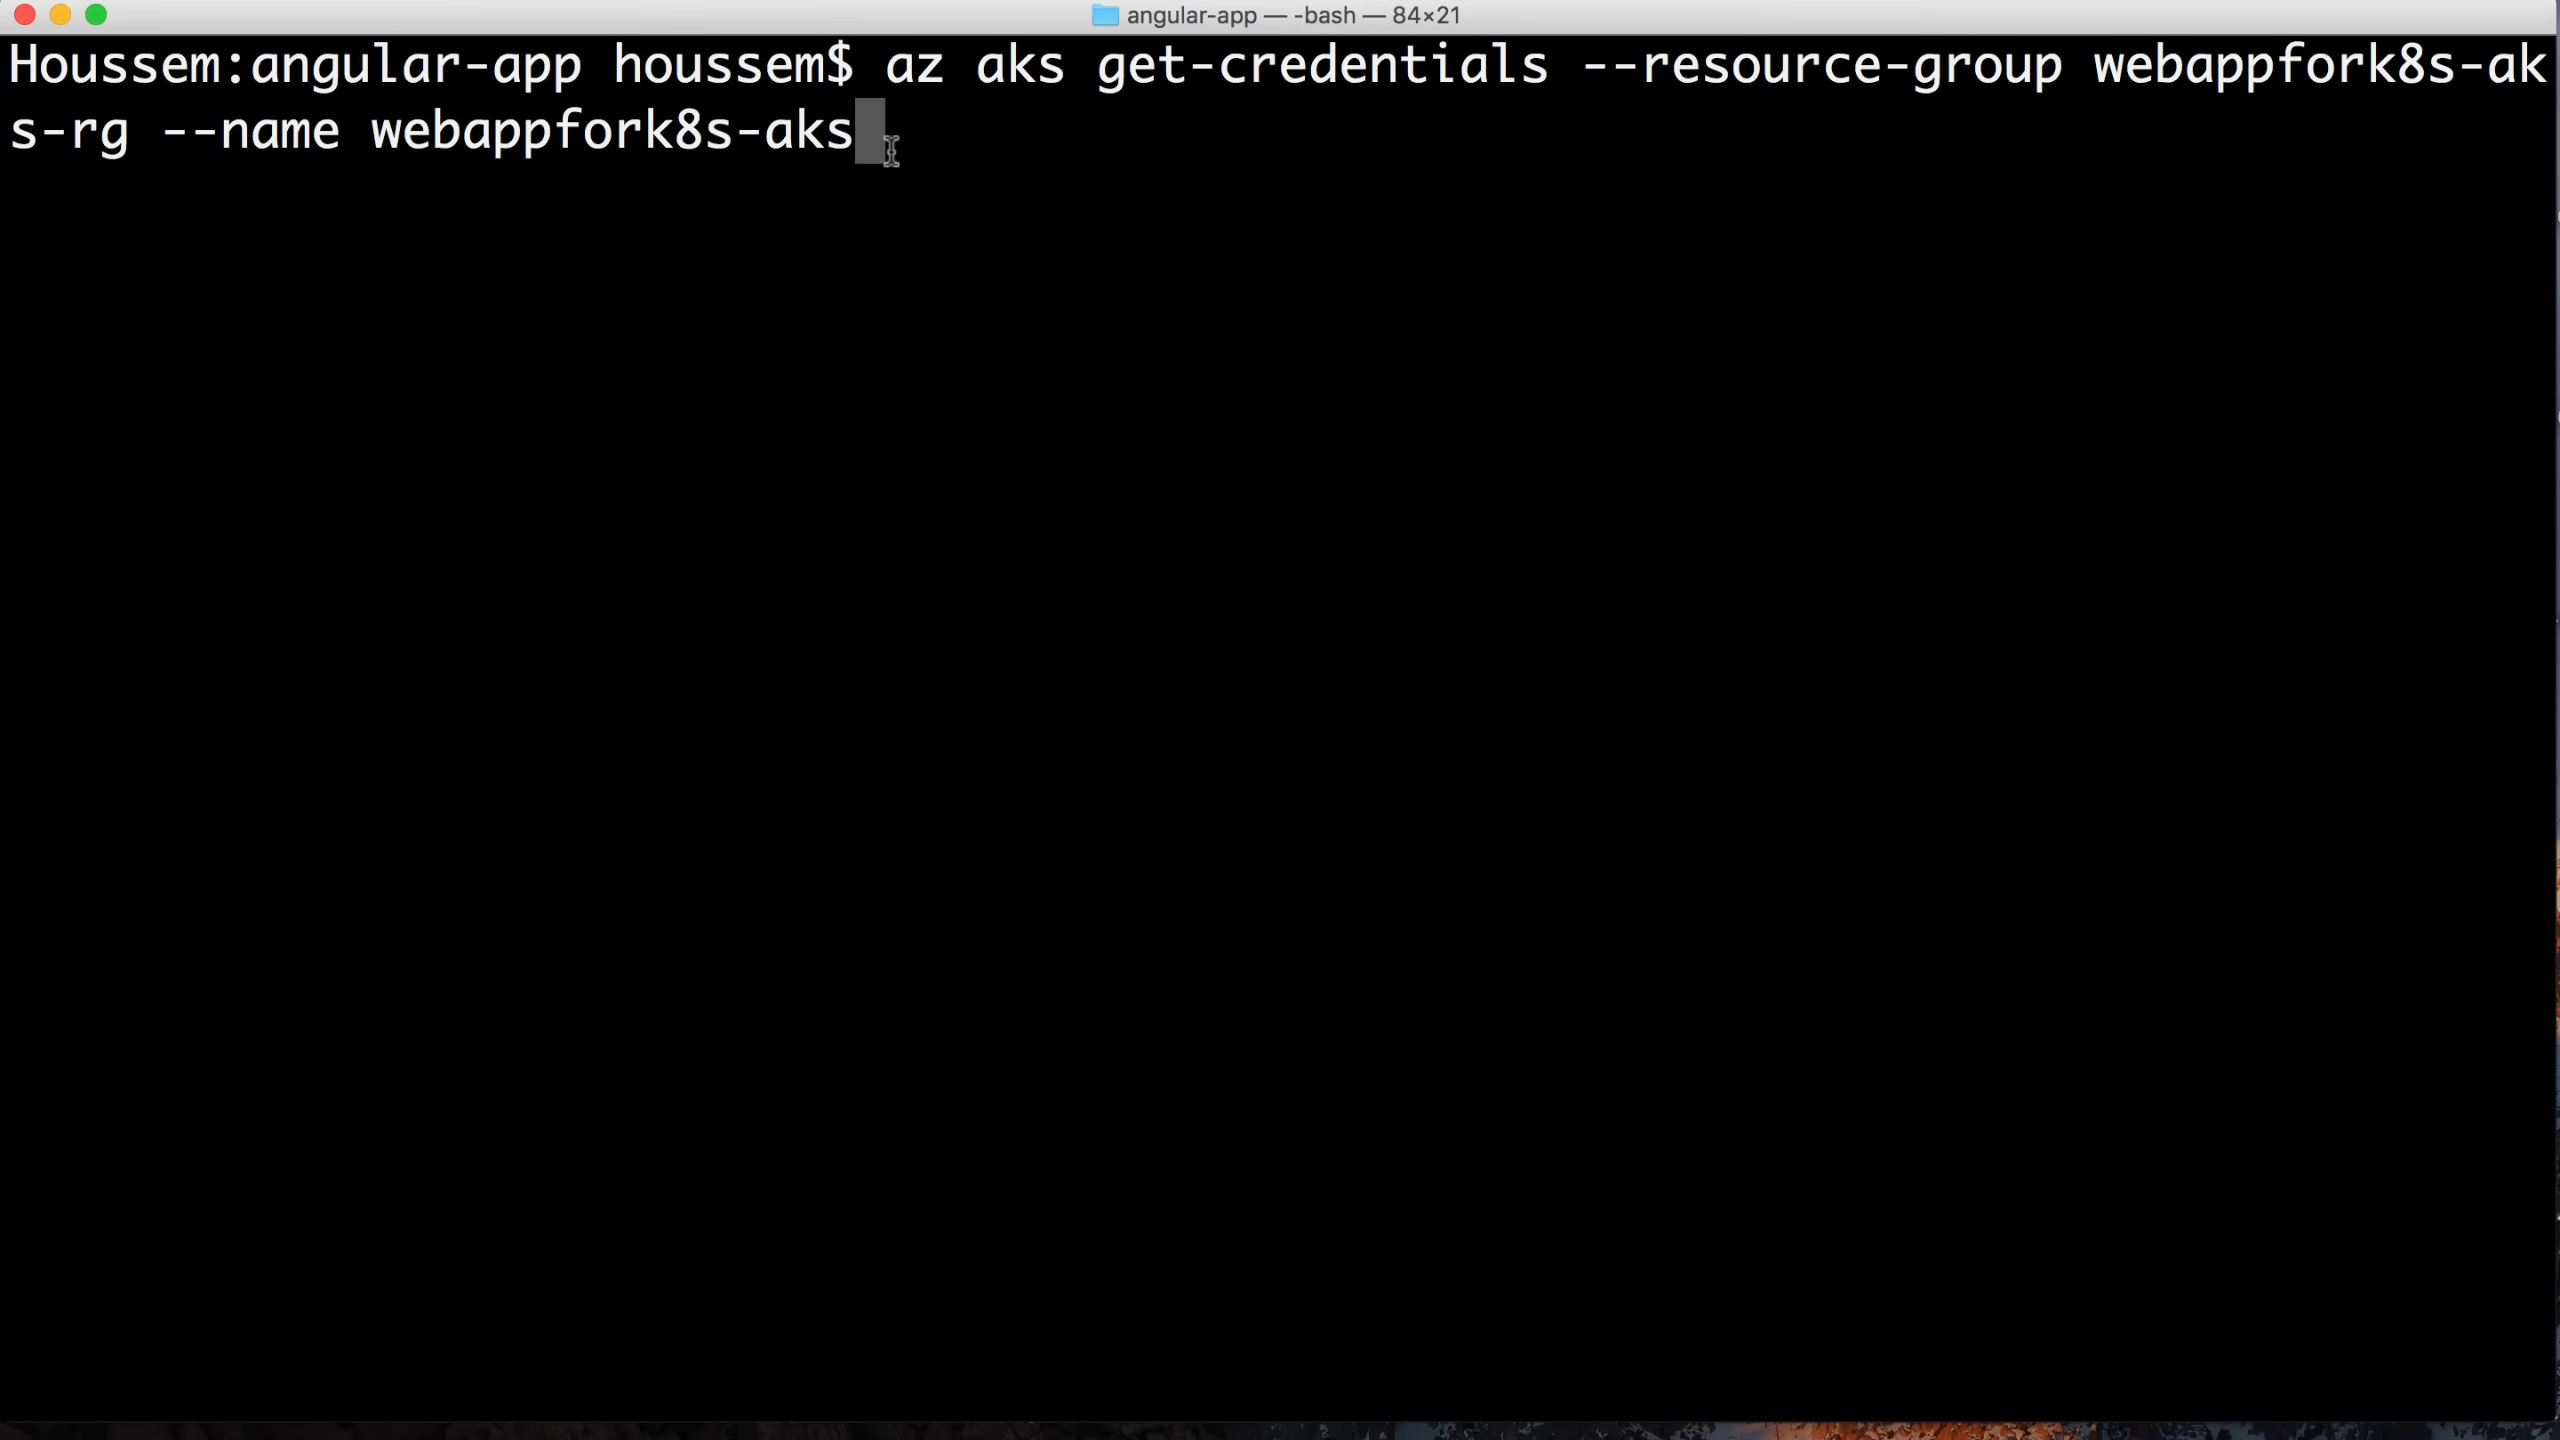 angular-app — -bash — 84×21
Houssem:angular-app houssem$ az aks get-credentials --resource-group webappfork8s-ak
s-rg --name webappfork8s-aks